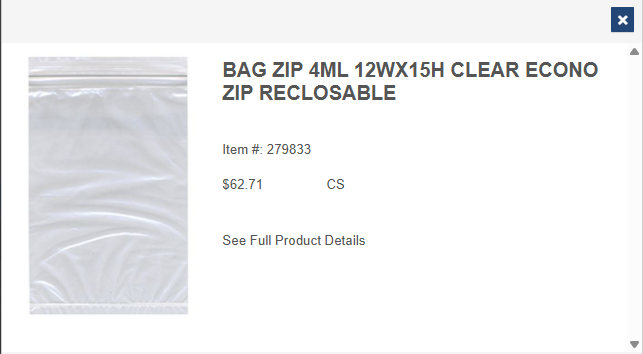 BAG ZIP 4ML 12WX15H CLEAR ECONO
ZIP RECLOSABLE
Item #: 279833
$62.71 CS
See Full Product Details